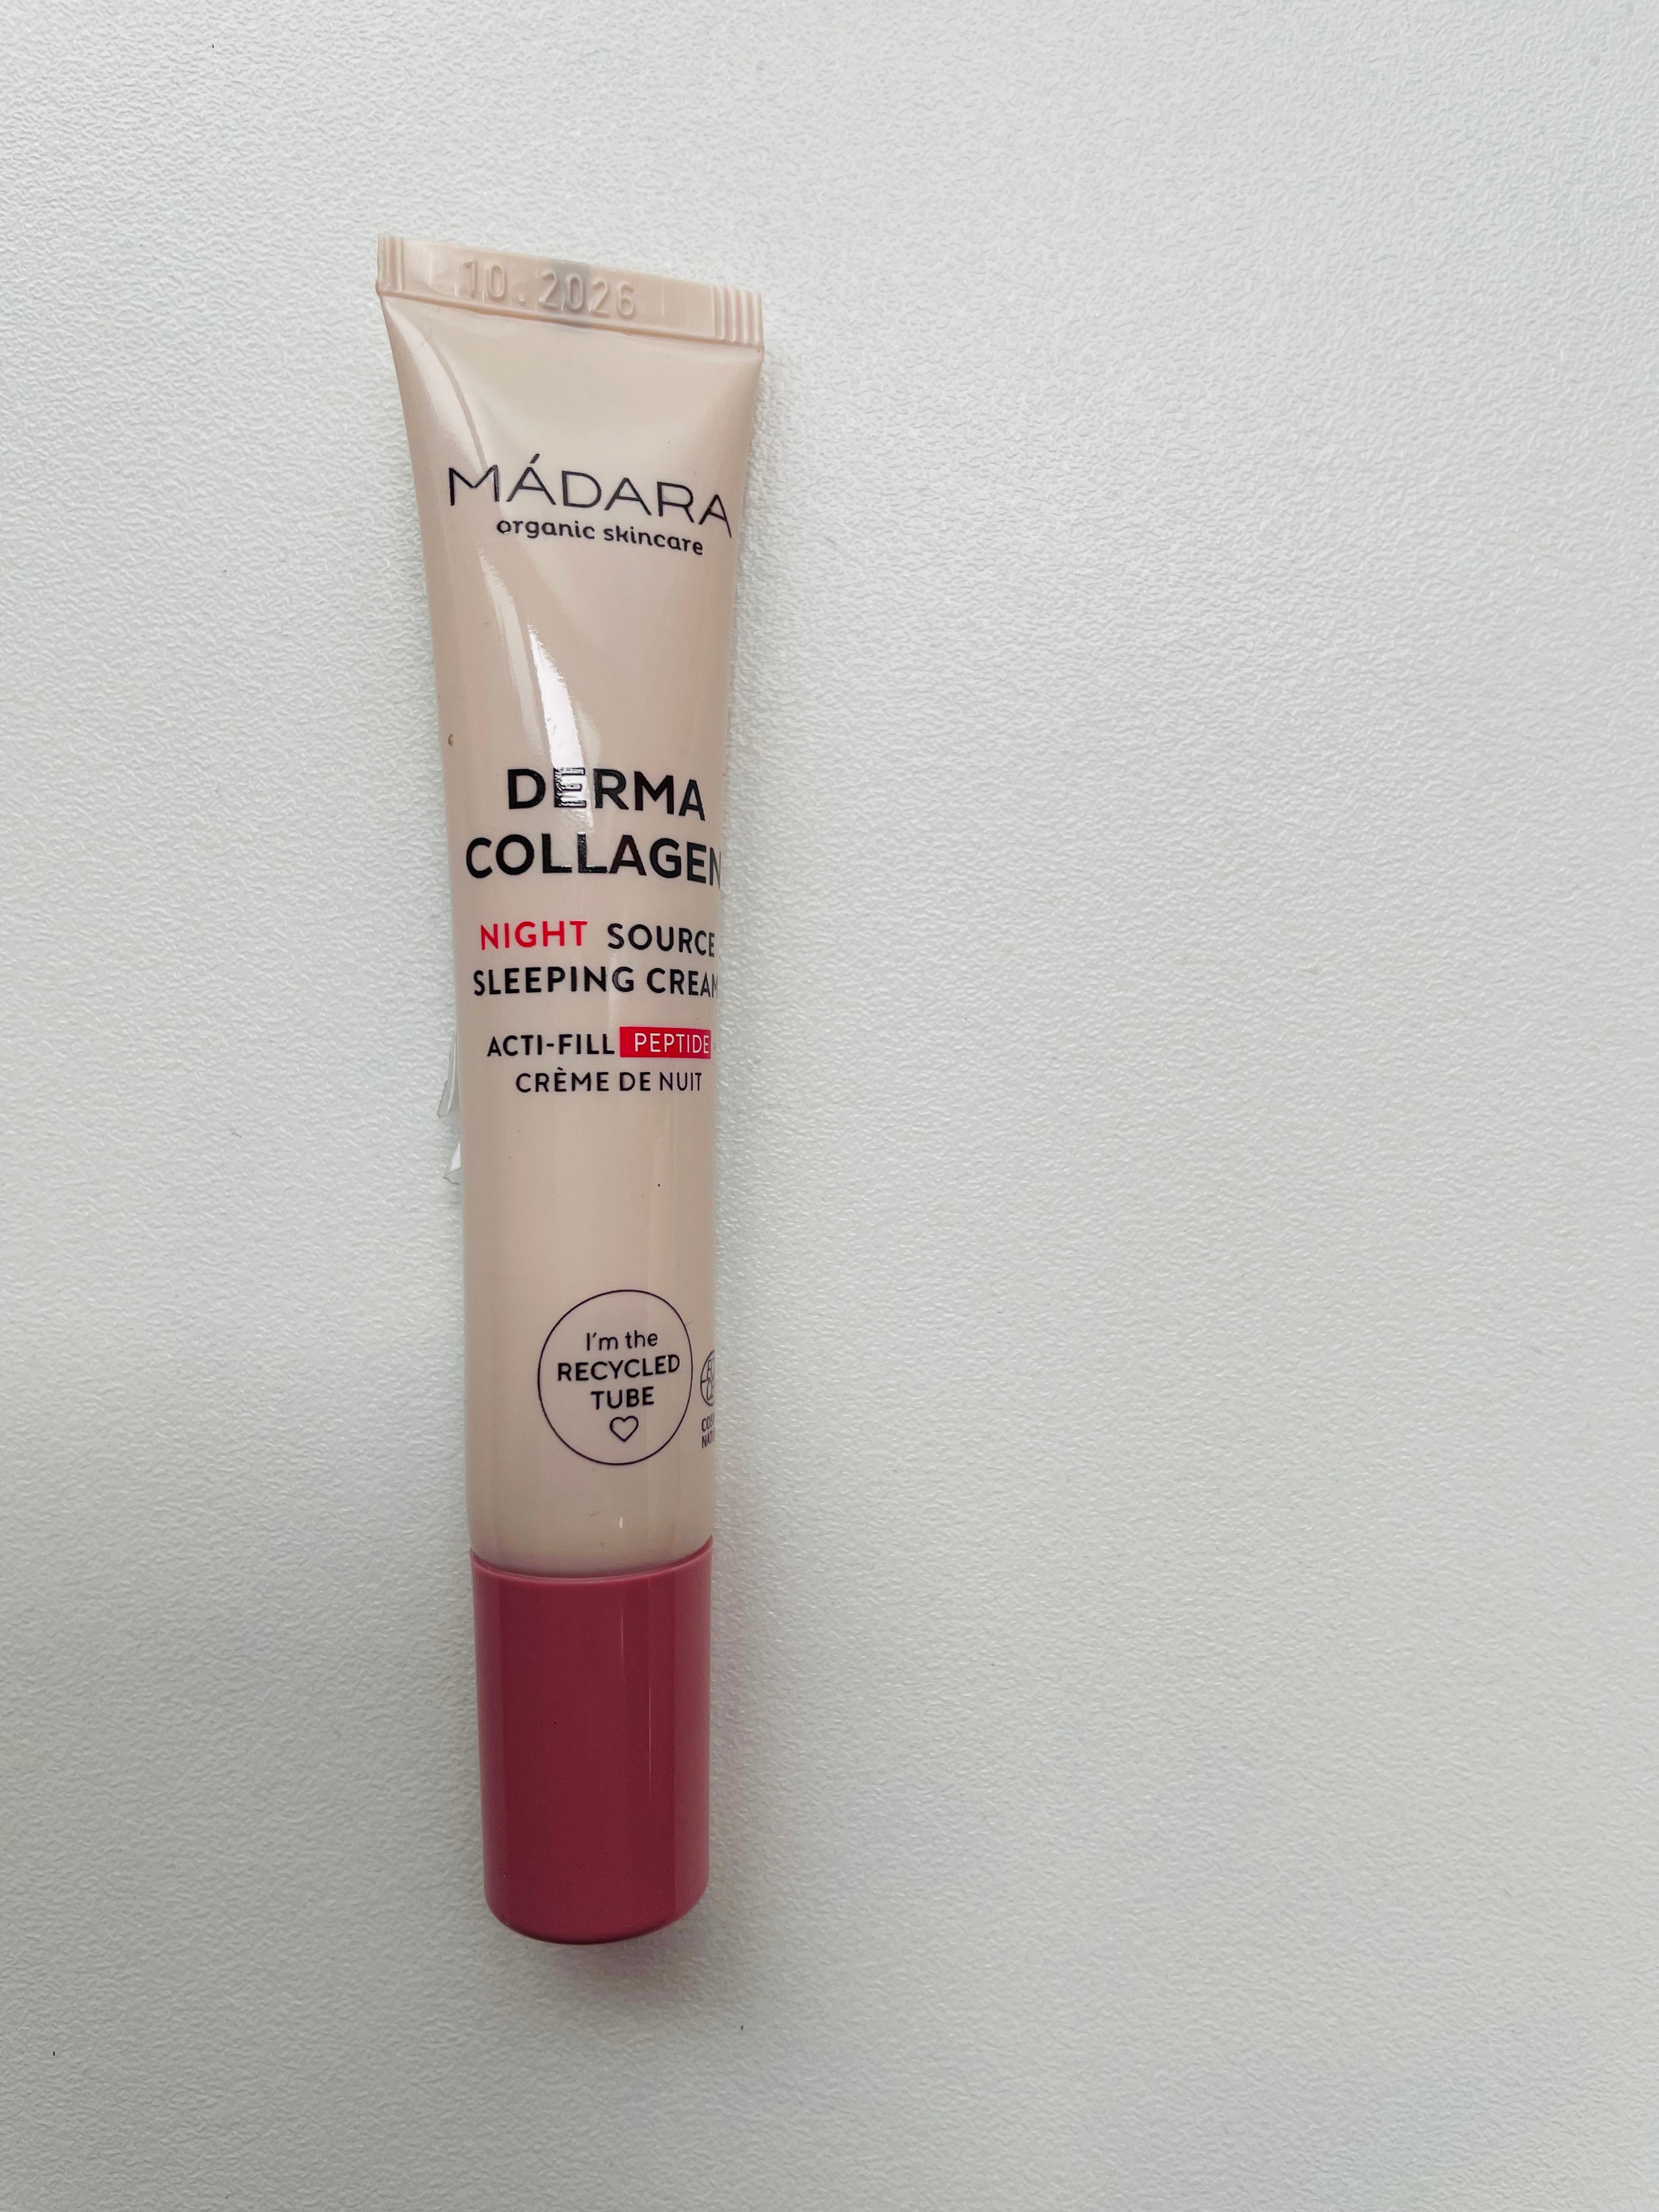 10.2026
MÁDARA
organic skincare
DERMA
COLLAGEN
NIGHT SOURCE
SLEEPING CREAM
ACTI-FILL PEPTIDE
CRÈME DE NUIT
I'm the
RECYCLED
TUBE